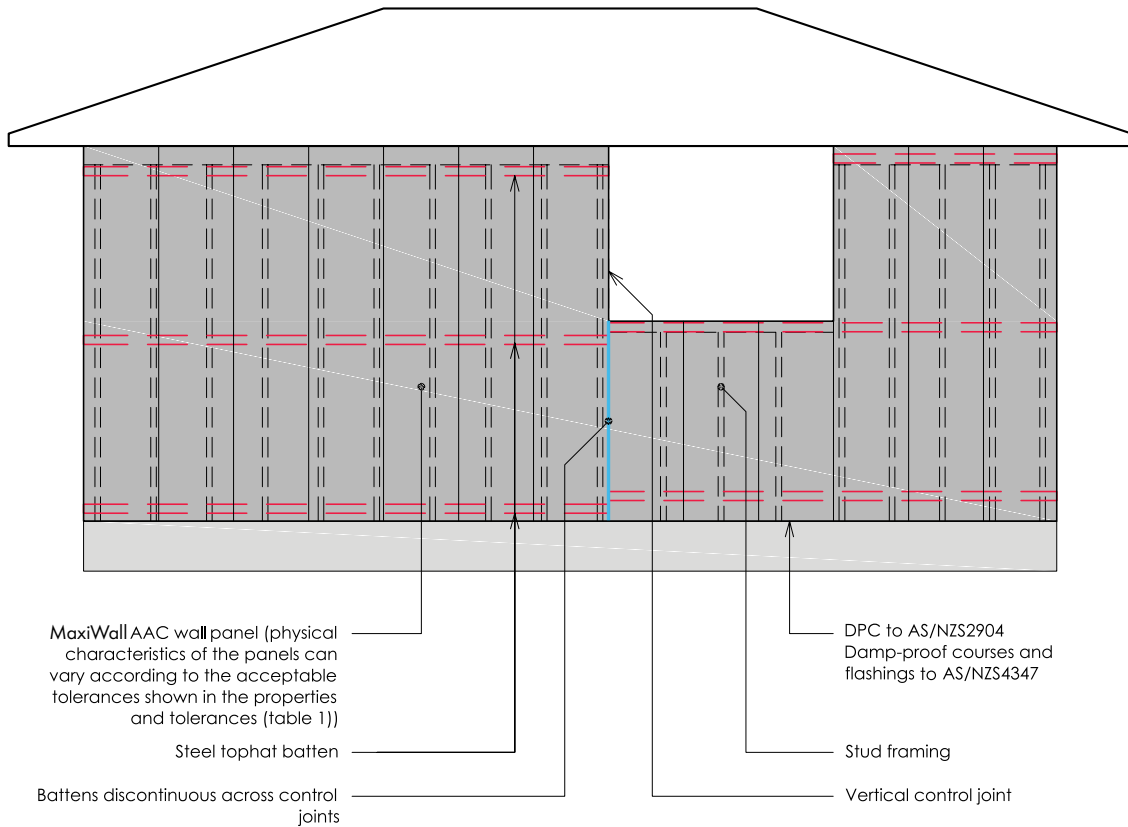 MaxiWall AAC wall panel (physical
characteristics of the panels can
vary according to the acceptable
tolerances shown in the properties
and tolerances (table 1))
Steel tophat batten
Battens discontinuous across control
joints
DPC to AS/NZS2904
Damp-proof courses and
flashings to AS/NZS4347
Stud framing
Vertical control joint